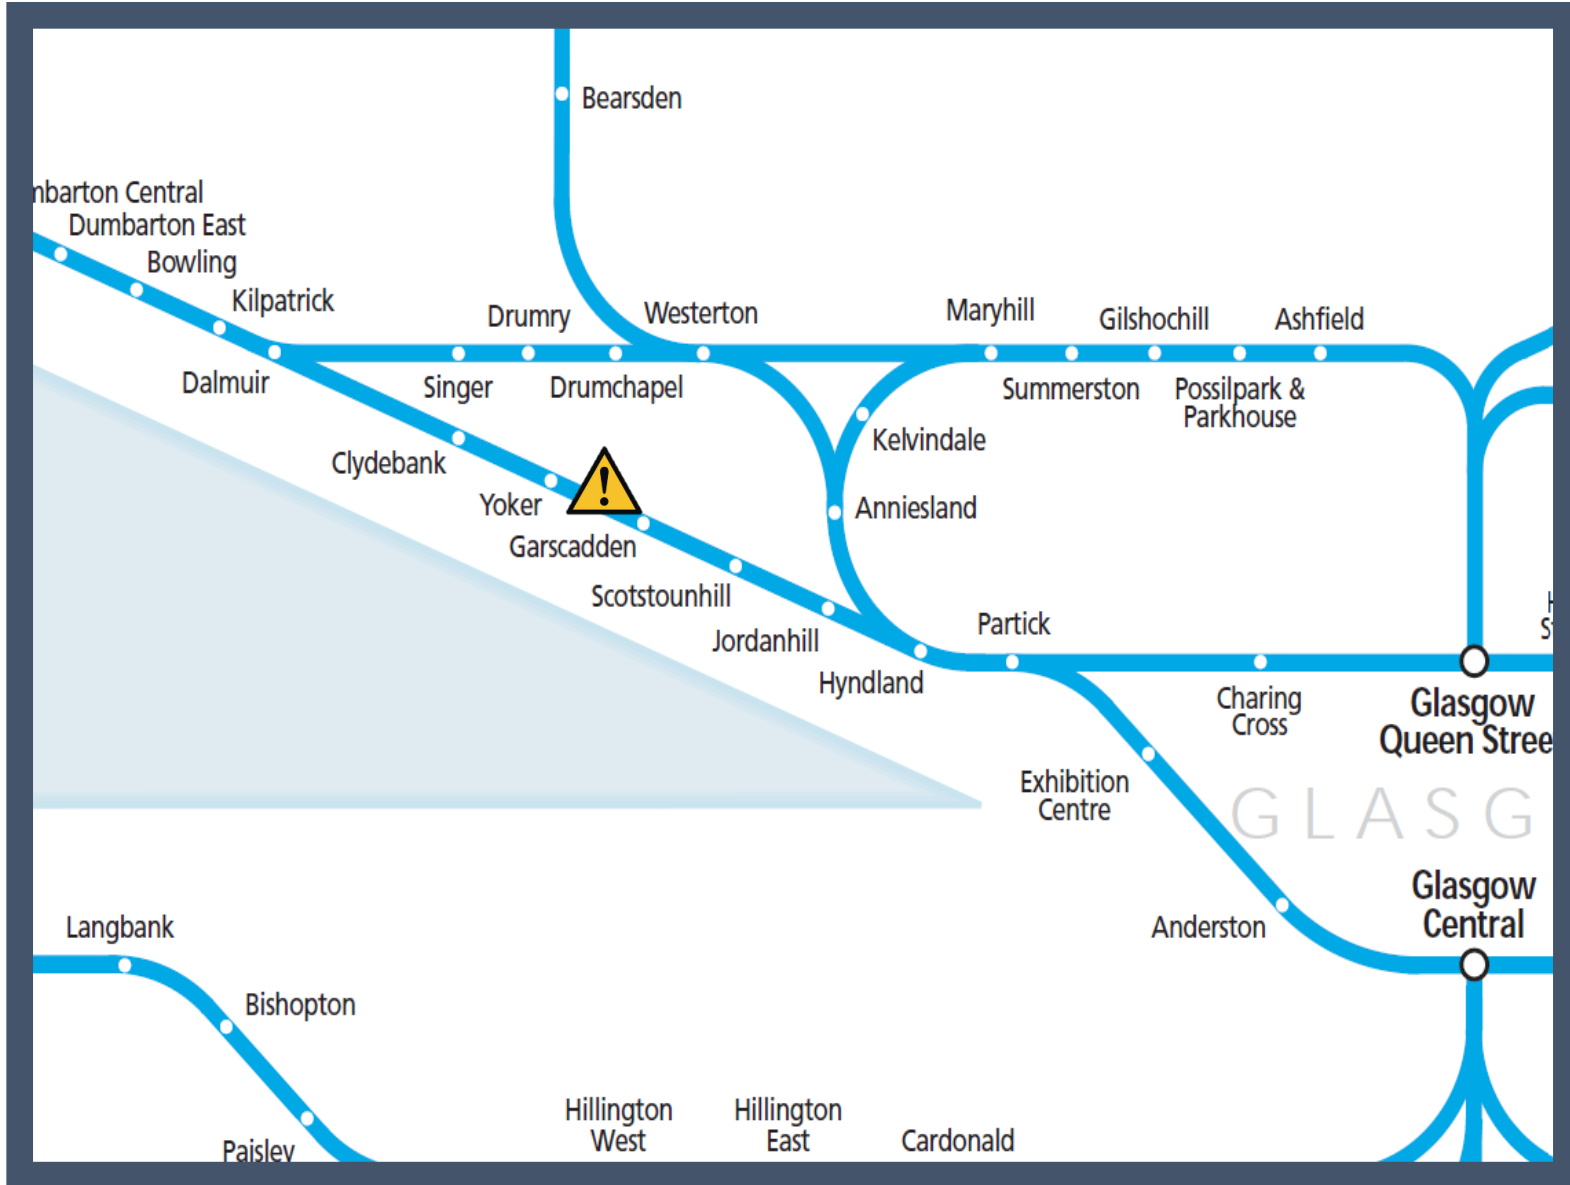 Bearsden
mbarton Central
Dumbarton East
Bowling
Kilpatrick
Drumry
Westerton
Maryhill
Gilshochill
Ashfield
Dalmuir
Singer
Drumchapel
Summerston
Possilpark &
Parkhouse
Kelvindale
Clydebank
!
Yoker
Anniesland
Garscadden
Scotstounhill
Partick
Jordanhill
Hyndland
Charing
Cross
Glasgow
Queen Stree
Exhibition
Centre
GLASG
Glasgow
Central
Anderston
Langbank
Bishopton
Hillington
West
Hillington
East
Cardonald
Paisley